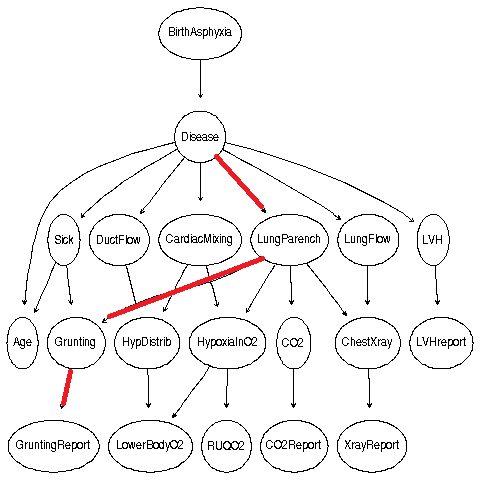 BirthAsphyxia
Disease
Sick DuctFlow CardiacMixing LungParench LungFlow LVH
Age Grunting HypDistrib HypoxiaInO2 CO2 ChestXray LVHreport
GruntingReport LowerBodyO2 RUQO2 CO2Report XrayReport